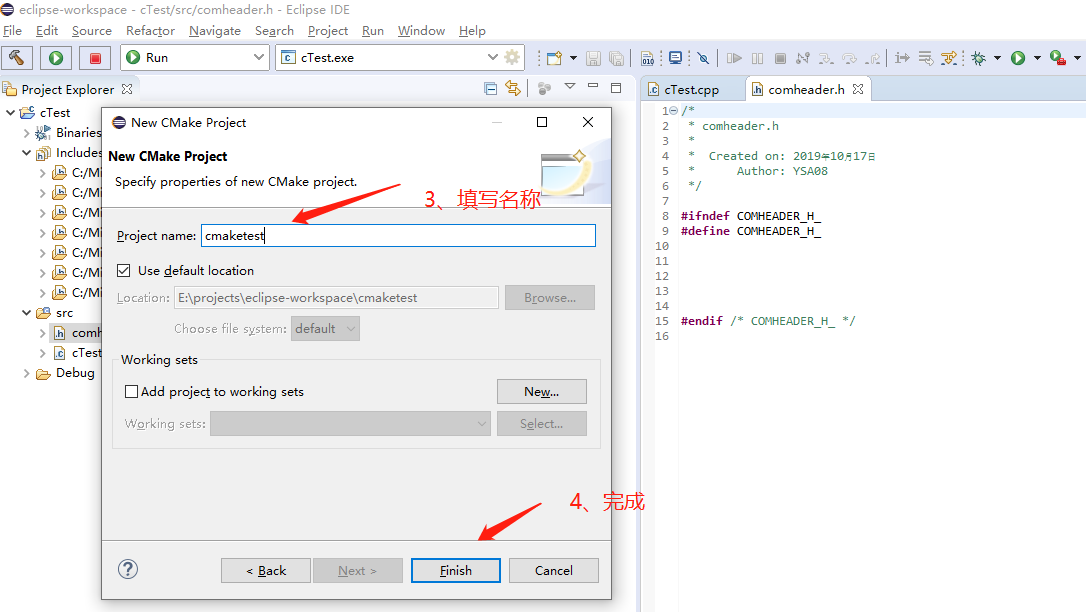 eclipse-workspace - cTest/src/comheader.h - Eclipse IDE
File Edit Source Refactor Navigate Search Project Run Window Help
Run
cTest.exe
Project Explorer
cTest
Binaries
Includes
C:/Mi
C:/Mi
C:/Mi
C:/Mi
C:/Mi
C:/Mi
C:/Mi
src
comh
cTest
Debug
New CMake Project
New CMake Project
Specify properties of new CMake project.
3、填写名称
Project name: cmaketest
Use default location
Location: E:\projects\eclipse-workspace\cmaketest Browse...
Choose file system: default
Working sets
Add project to working sets New...
Working sets: Select...
4、完成
< Back Next > Finish Cancel
cTest.cpp comheader.h
1 /*
2 * comheader.h
3 *
4 * Created on: 2019年10月17日
5 * Author: YSA08
6 */
7
8 #ifndef COMHEADER_H_
9 #define COMHEADER_H_
10
11
12
13
14
15 #endif /* COMHEADER_H_ */
16